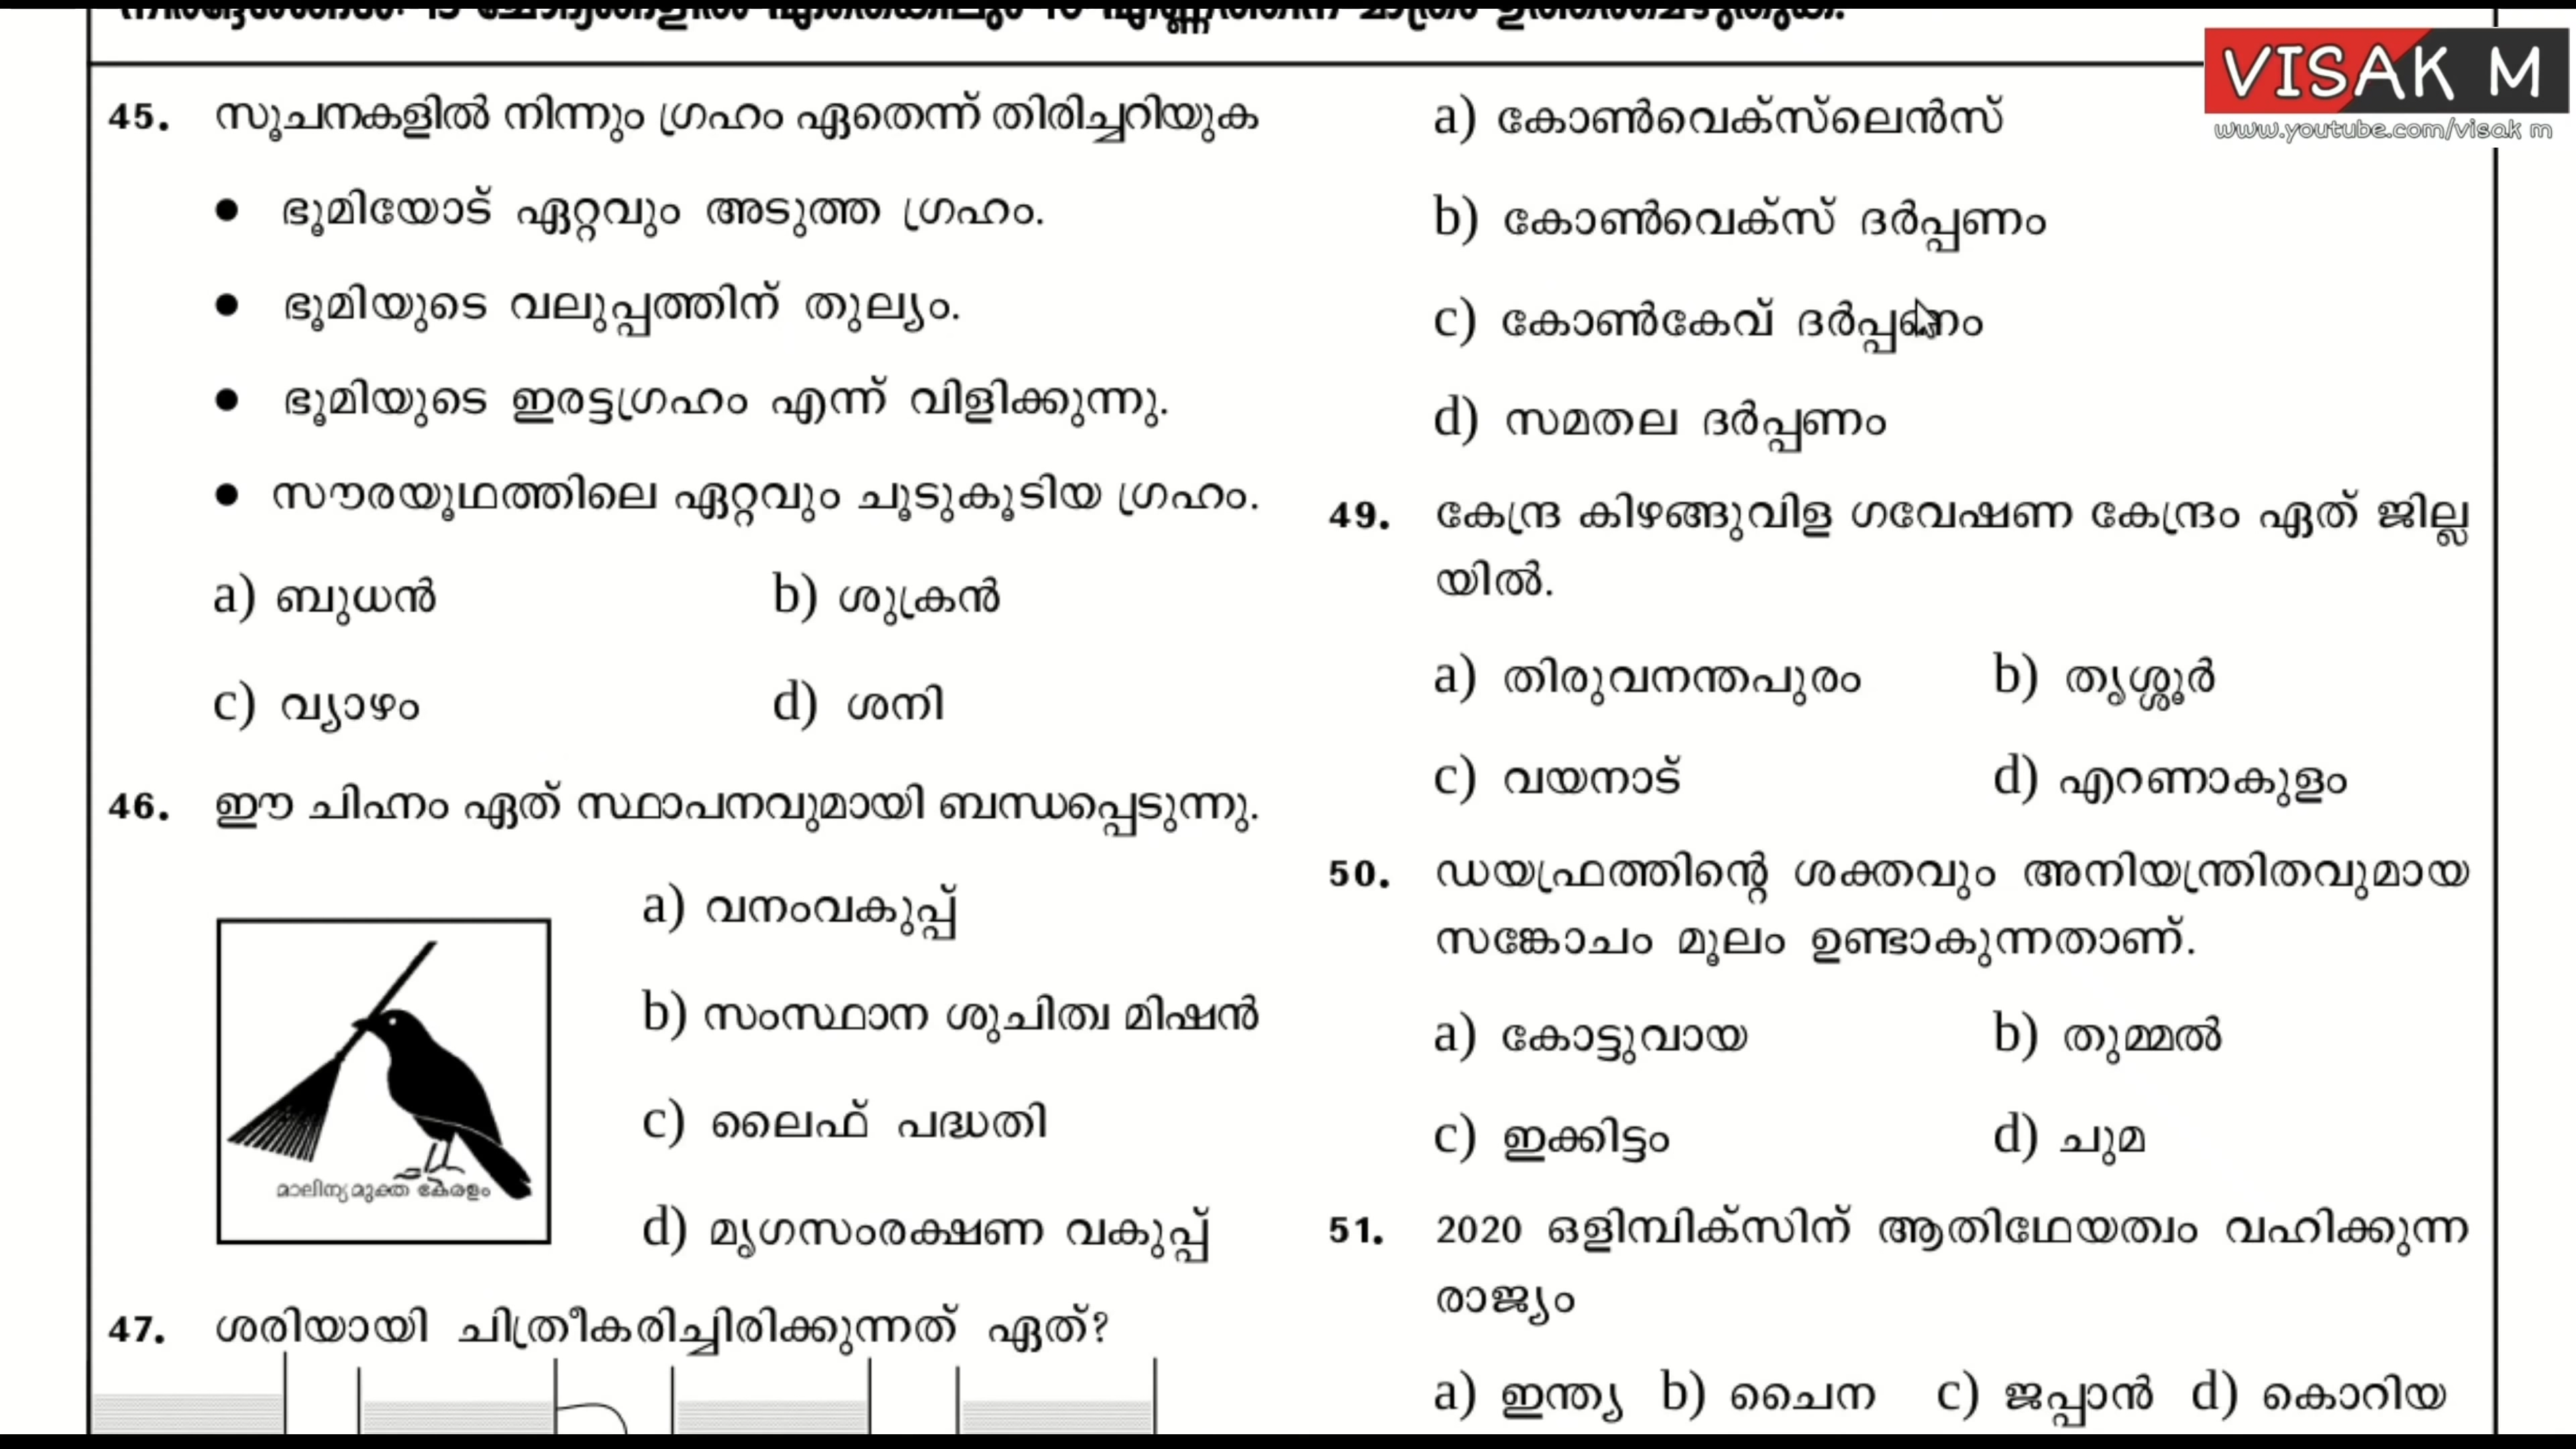 45. സൂചനകളിൽ നിന്നും ഗ്രഹം ഏതെന്ന് തിരിച്ചറിയുക
● ഭൂമിയോട് ഏറ്റവും അടുത്ത ഗ്രഹം.
● ഭൂമിയുടെ വലുപ്പത്തിന് തുല്യം.
● ഭൂമിയുടെ ഇരട്ടഗ്രഹം എന്ന് വിളിക്കുന്നു.
● സൗരയൂഥത്തിലെ ഏറ്റവും ചൂടുകൂടിയ ഗ്രഹം.
a) ബുധൻ b) ശുക്രൻ
c) വ്യാഴം d) ശനി
46. ഈ ചിഹ്നം ഏത് സ്ഥാപനവുമായി ബന്ധപ്പെടുന്നു.
a) വനംവകുപ്പ്
b) സംസ്ഥാന ശുചിത്വ മിഷൻ
c) ലൈഫ് പദ്ധതി
d) മൃഗസംരക്ഷണ വകുപ്പ്
മാലിന്യമുക്ത കേരളം
47. ശരിയായി ചിത്രീകരിച്ചിരിക്കുന്നത് ഏത്?
a) കോൺവെക്സ്ലെൻസ്
b) കോൺവെക്സ് ദർപ്പണം
c) കോൺകേവ് ദർപ്പണം
d) സമതല ദർപ്പണം
49. കേന്ദ്ര കിഴങ്ങുവിള ഗവേഷണ കേന്ദ്രം ഏത് ജില്ല
യിൽ.
a) തിരുവനന്തപുരം b) തൃശ്ശൂർ
c) വയനാട് d) എറണാകുളം
50. ഡയഫ്രത്തിന്റെ ശക്തവും അനിയന്ത്രിതവുമായ
സങ്കോചം മൂലം ഉണ്ടാകുന്നതാണ്.
a) കോട്ടുവായ b) തുമ്മൽ
c) ഇക്കിട്ടം d) ചുമ
51. 2020 ഒളിമ്പിക്സിന് ആതിഥേയത്വം വഹിക്കുന്ന
രാജ്യം
a) ഇന്ത്യ b) ചൈന c) ജപ്പാൻ d) കൊറിയ
VISAK M
www.youtube.com/visak m